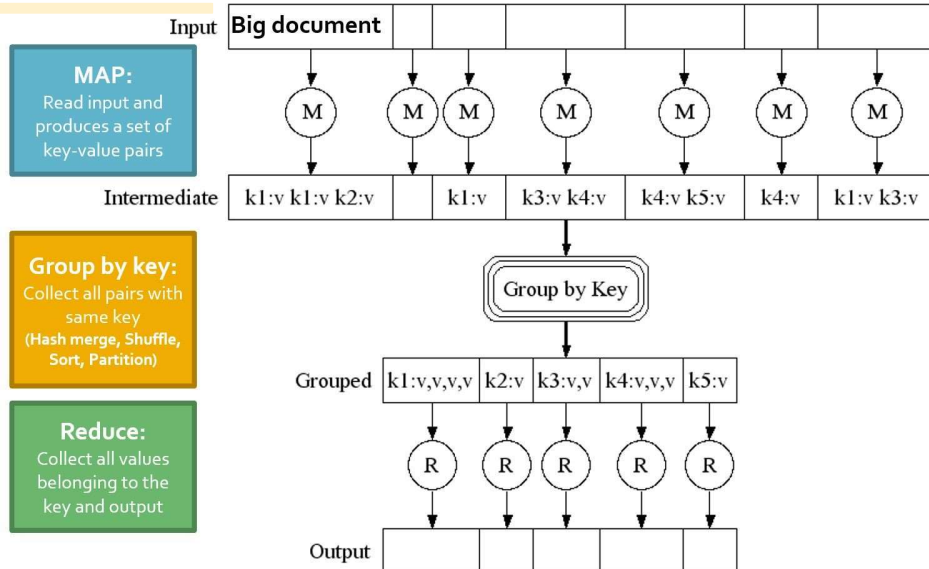 Input Big document
MAP:
Read input and
produces a set of
key-value pairs
M M M M M M M
Intermediate k1:v k1:v k2:v k1:v k3:v k4:v k4:v k5:v k4:v k1:v k3:v
Group by key:
Collect all pairs with
same key
(Hash merge, Shuffle,
Sort, Partition)
Group by Key
Grouped k1:v,v,v,v k2:v k3:v,v k4:v,v,v k5:v
Reduce:
Collect all values
belonging to the
key and output
R R R R R
Output